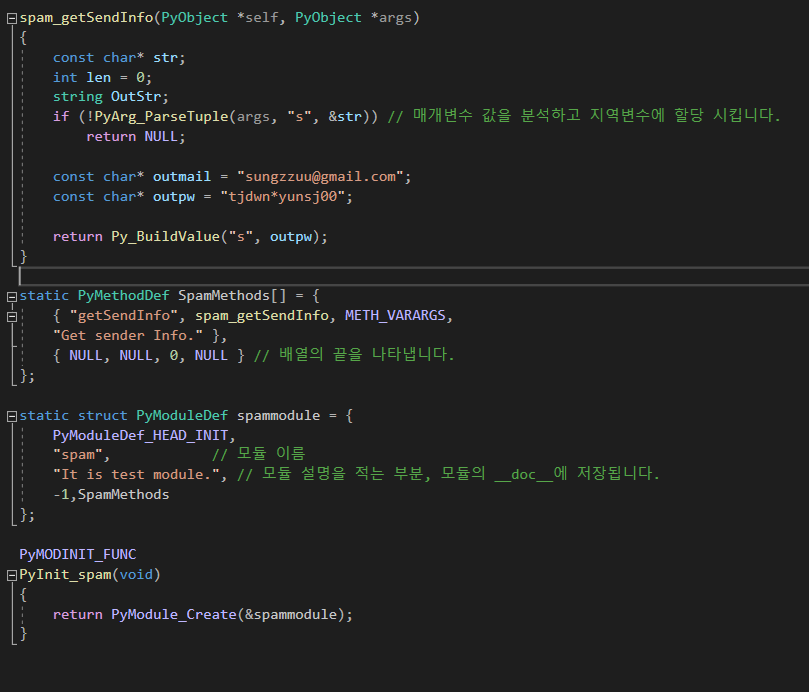 spam_getSendInfo(PyObject *self, PyObject *args)
{
const char* str;
int len = 0;
string OutStr;
if (!PyArg_ParseTuple(args, "s", &str)) // 매개변수 값을 분석하고 지역변수에 할당 시킵니다.
return NULL;
const char* outmail = "sungzzuu@gmail.com";
const char* outpw = "tjdwn*yunsj00";
return Py_BuildValue("s", outpw);
}
static PyMethodDef SpamMethods[] = {
{ "getSendInfo", spam_getSendInfo, METH_VARARGS,
"Get sender Info." },
{ NULL, NULL, 0, NULL } // 배열의 끝을 나타냅니다.
};
static struct PyModuleDef spammodule = {
PyModuleDef_HEAD_INIT,
"spam", // 모듈 이름
"It is test module.", // 모듈 설명을 적는 부분, 모듈의 __doc__에 저장됩니다.
-1,SpamMethods
};
PyMODINIT_FUNC
PyInit_spam(void)
{
return PyModule_Create(&spammodule);
}